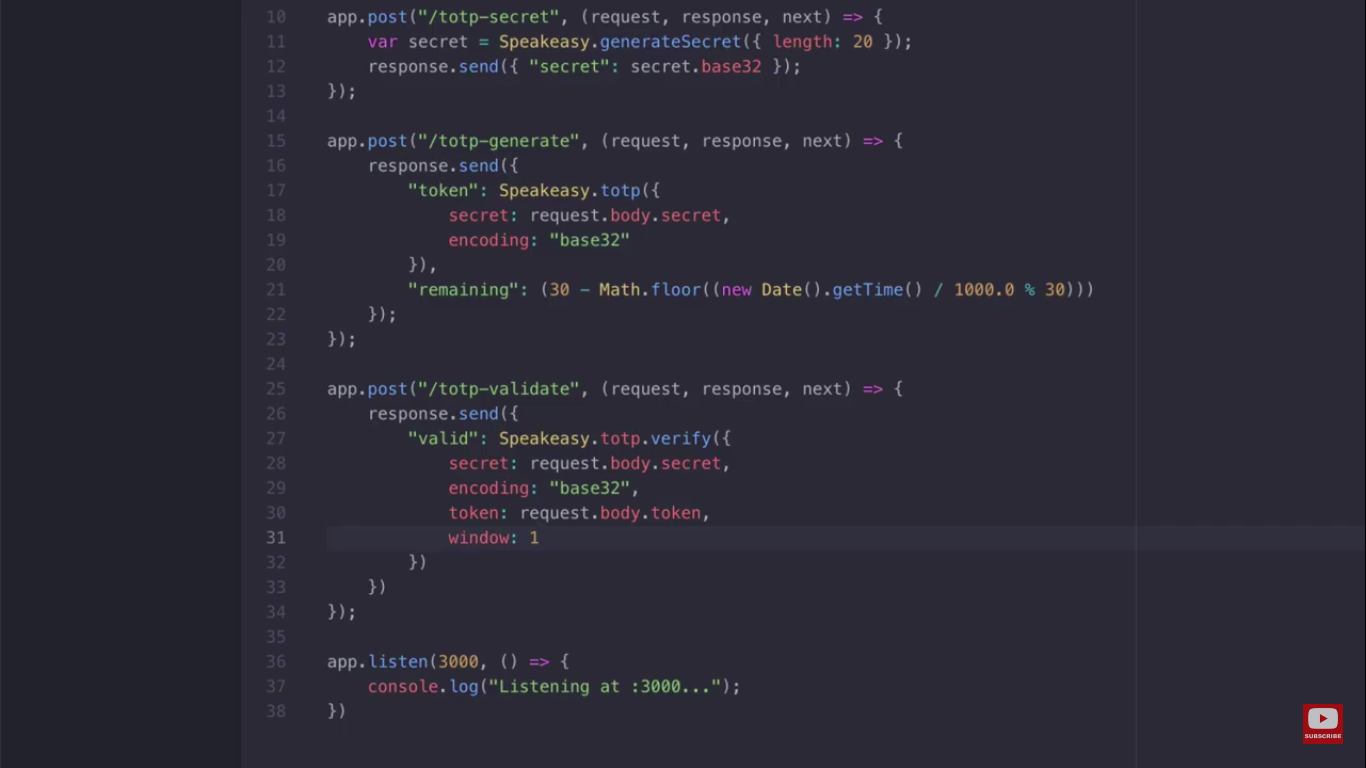 10 app.post("/totp-secret", (request, response, next) => {
11     var secret = Speakeasy.generateSecret({ length: 20 });
12     response.send({ "secret": secret.base32 });
13 });
14
15 app.post("/totp-generate", (request, response, next) => {
16     response.send({
17         "token": Speakeasy.totp({
18             secret: request.body.secret,
19             encoding: "base32"
20         }),
21         "remaining": (30 - Math.floor((new Date().getTime() / 1000.0 % 30)))
22     });
23 });
24
25 app.post("/totp-validate", (request, response, next) => {
26     response.send({
27         "valid": Speakeasy.totp.verify({
28             secret: request.body.secret,
29             encoding: "base32",
30             token: request.body.token,
31             window: 1
32         })
33     })
34 });
35
36 app.listen(3000, () => {
37     console.log("Listening at :3000...");
38 })
SUBSCRIBE